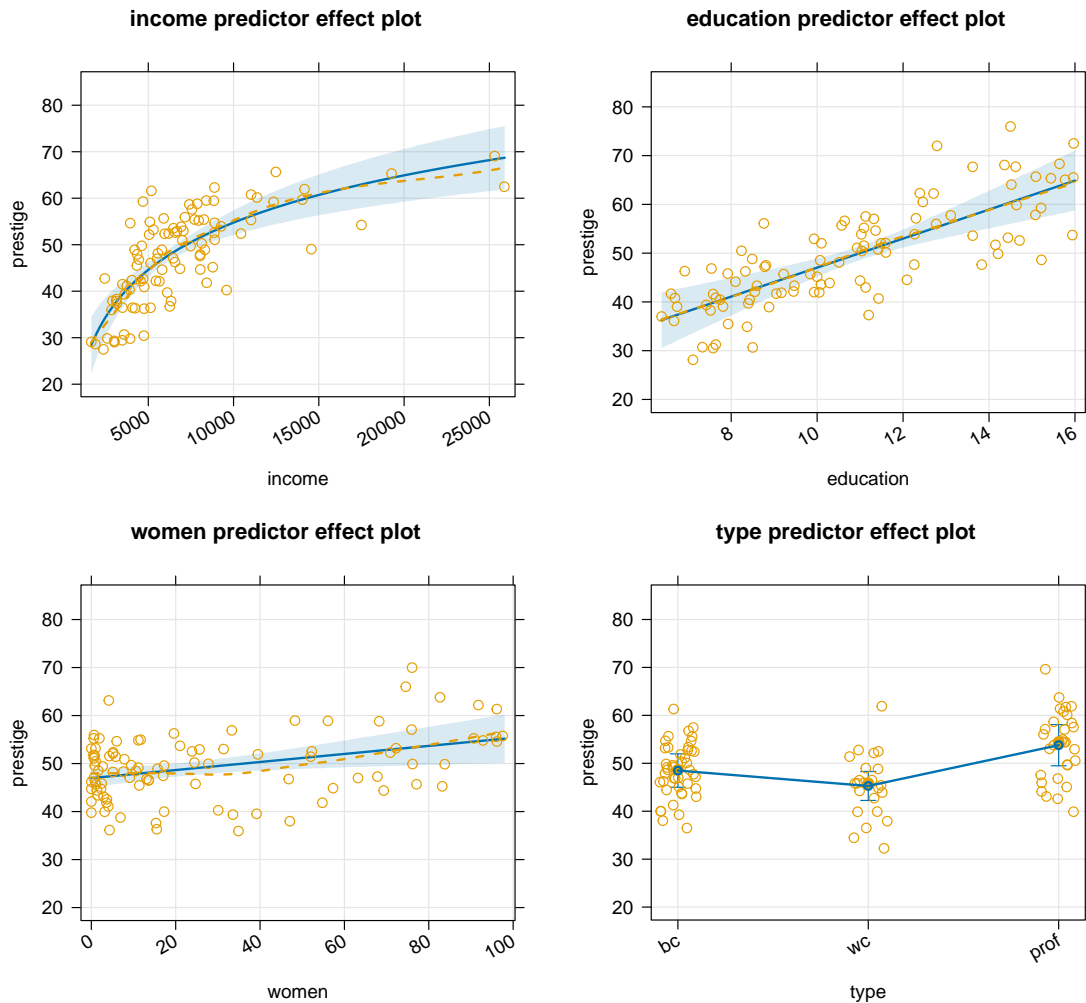 income predictor effect plot
prestige
80
70
60
50
40
30
20
5000
10000
15000
20000
25000
income
education predictor effect plot
prestige
80
70
60
50
40
30
20
8
10
12
14
16
education
women predictor effect plot
prestige
80
70
60
50
40
30
20
0
20
40
60
80
100
women
type predictor effect plot
prestige
80
70
60
50
40
30
20
bc
wc
prof
type